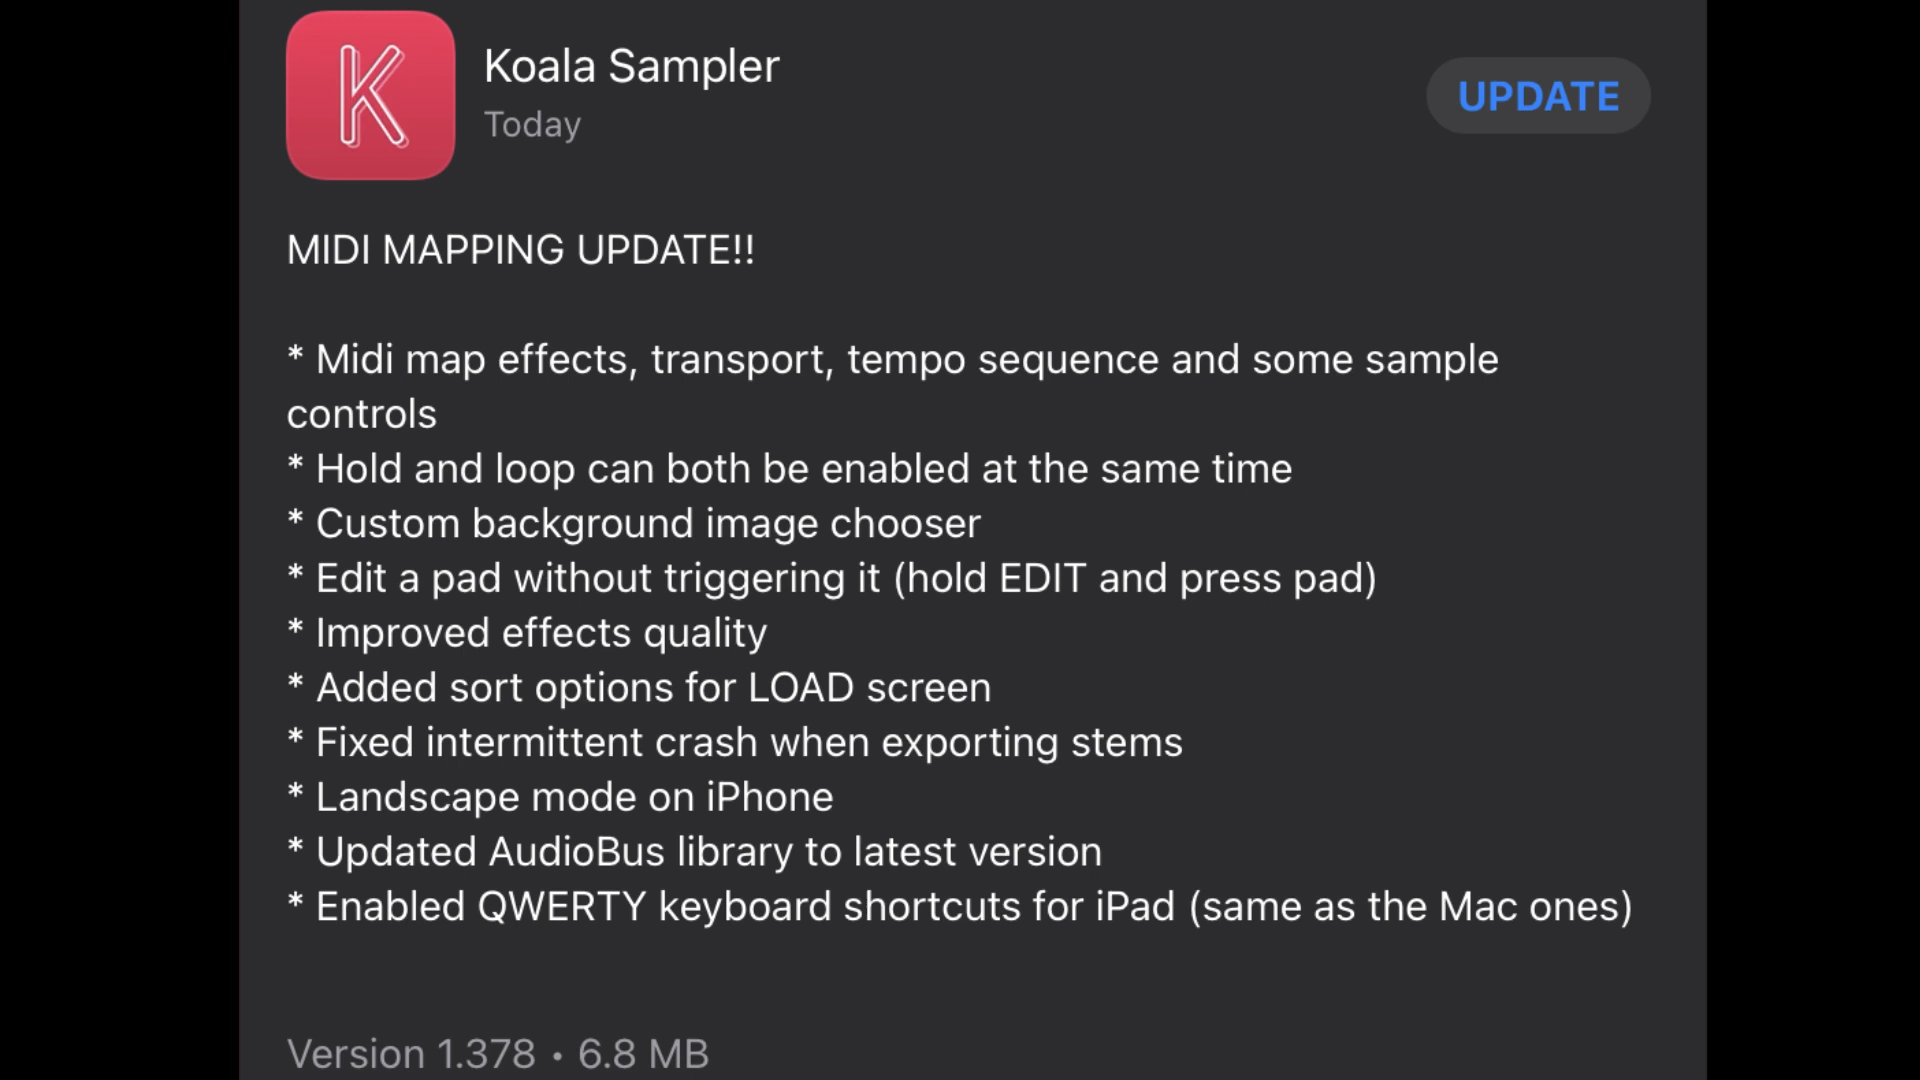 K
Koala Sampler
Today
UPDATE
MIDI MAPPING UPDATE!!
* Midi map effects, transport, tempo sequence and some sample
controls
* Hold and loop can both be enabled at the same time
* Custom background image chooser
* Edit a pad without triggering it (hold EDIT and press pad)
* Improved effects quality
* Added sort options for LOAD screen
* Fixed intermittent crash when exporting stems
* Landscape mode on iPhone
* Updated AudioBus library to latest version
* Enabled QWERTY keyboard shortcuts for iPad (same as the Mac ones)
Version 1.378 • 6.8 MB